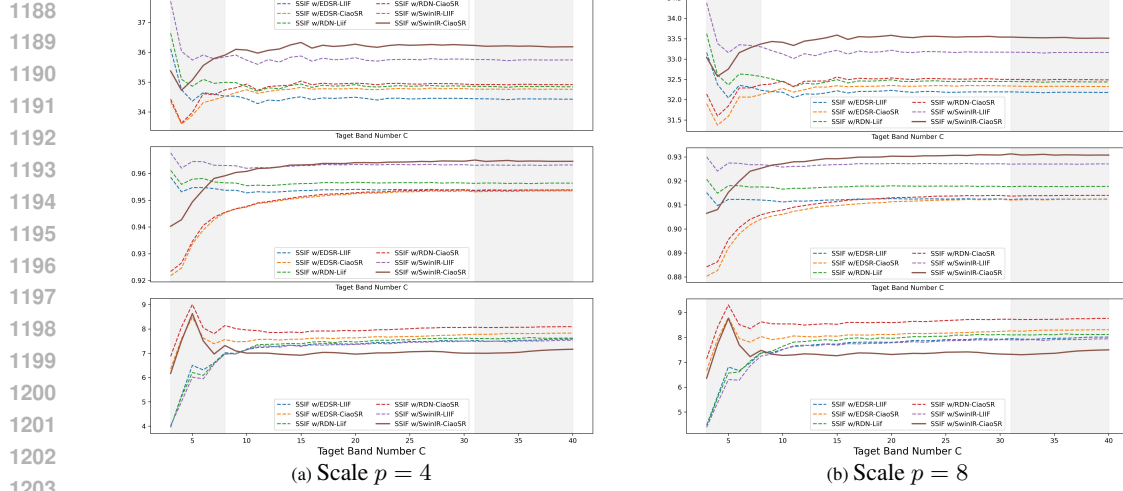 1188
1189
1190
1191
1192
1193
1194
1195
1196
1197
1198
1199
1200
1201
1202
1203
37
36
35
34
SSIF w/EDSR-CiaoSR
SSIF w/SwinIR-LIIF
SSIF w/RDN-Liif
SSIF w/SwinIR-CiaoSR
Taget Band Number C
0.96
0.95
0.94
0.93
0.92
SSIF w/EDSR-LIIF
SSIF w/RDN-CiaoSR
SSIF w/EDSR-CiaoSR
SSIF w/SwinIR-LIIF
SSIF w/RDN-Liif
SSIF w/SwinIR-CiaoSR
Taget Band Number C
9
8
7
6
5
4
SSIF w/EDSR-LIIF
SSIF w/RDN-CiaoSR
SSIF w/EDSR-CiaoSR
SSIF w/SwinIR-LIIF
SSIF w/RDN-Liif
SSIF w/SwinIR-CiaoSR
5 10 15 20 25 30 35 40
Taget Band Number C
(a) Scale p = 4
34.0
33.5
33.0
32.5
32.0
31.5
SSIF w/EDSR-LIIF
SSIF w/RDN-CiaoSR
SSIF w/EDSR-CiaoSR
SSIF w/SwinIR-LIIF
SSIF w/RDN-Liif
SSIF w/SwinIR-CiaoSR
Taget Band Number C
0.93
0.92
0.91
0.90
0.89
0.88
SSIF w/EDSR-LIIF
SSIF w/RDN-CiaoSR
SSIF w/EDSR-CiaoSR
SSIF w/SwinIR-LIIF
SSIF w/RDN-Liif
SSIF w/SwinIR-CiaoSR
Taget Band Number C
9
8
7
6
5
SSIF w/EDSR-LIIF
SSIF w/RDN-CiaoSR
SSIF w/EDSR-CiaoSR
SSIF w/SwinIR-LIIF
SSIF w/RDN-Liif
SSIF w/SwinIR-CiaoSR
5 10 15 20 25 30 35 40
Taget Band Number C
(b) Scale p = 8